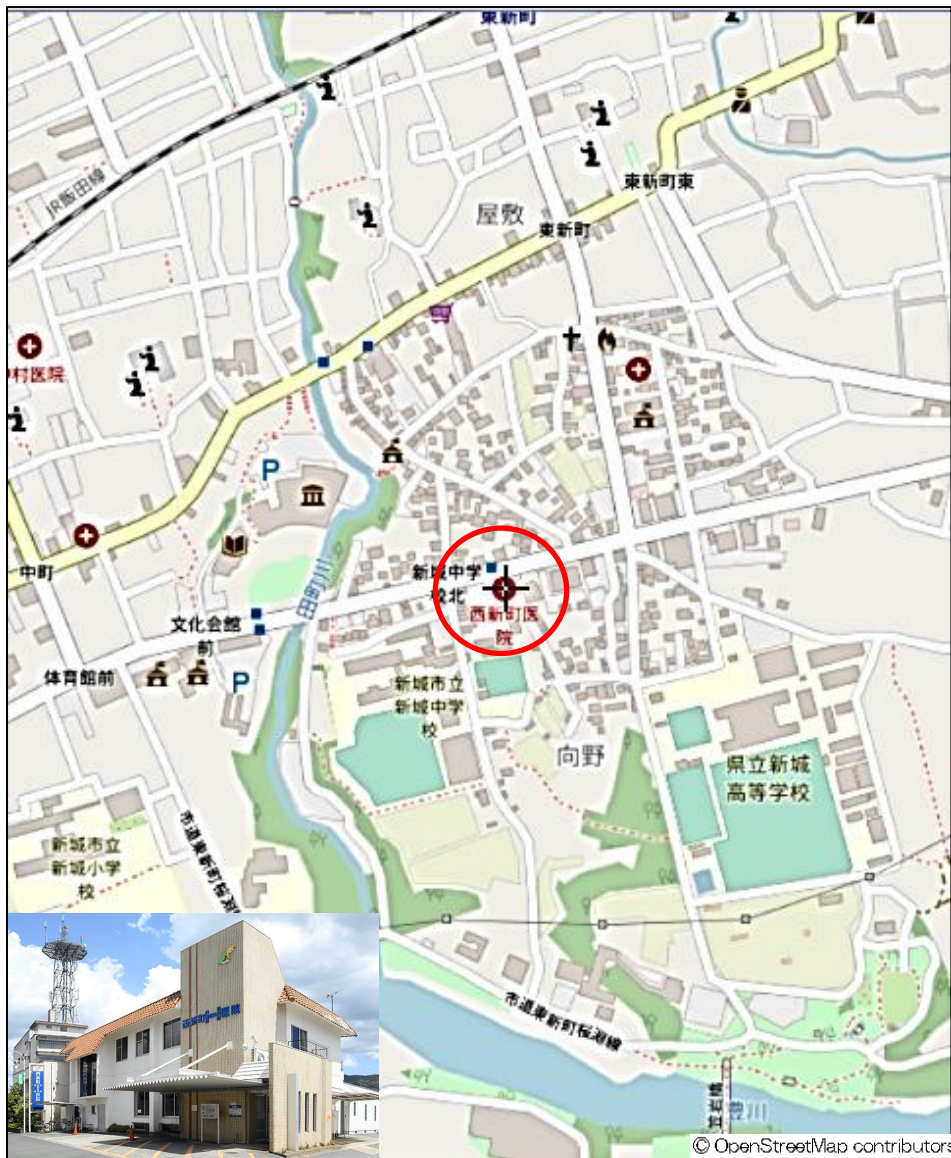 東新町
JR飯田線
屋敷
東新町東
東新町
中村医院
P
中町
新城中学
校北
田町川
西新町医
院
文化会館
前
体育館前
P
新城市立
新城中学
校
向野
県立新城
高等学校
新城市立
新城小学
校
市道東新町桜淵線
市道東新町桜淵線
豊川
© OpenStreetMap contributors